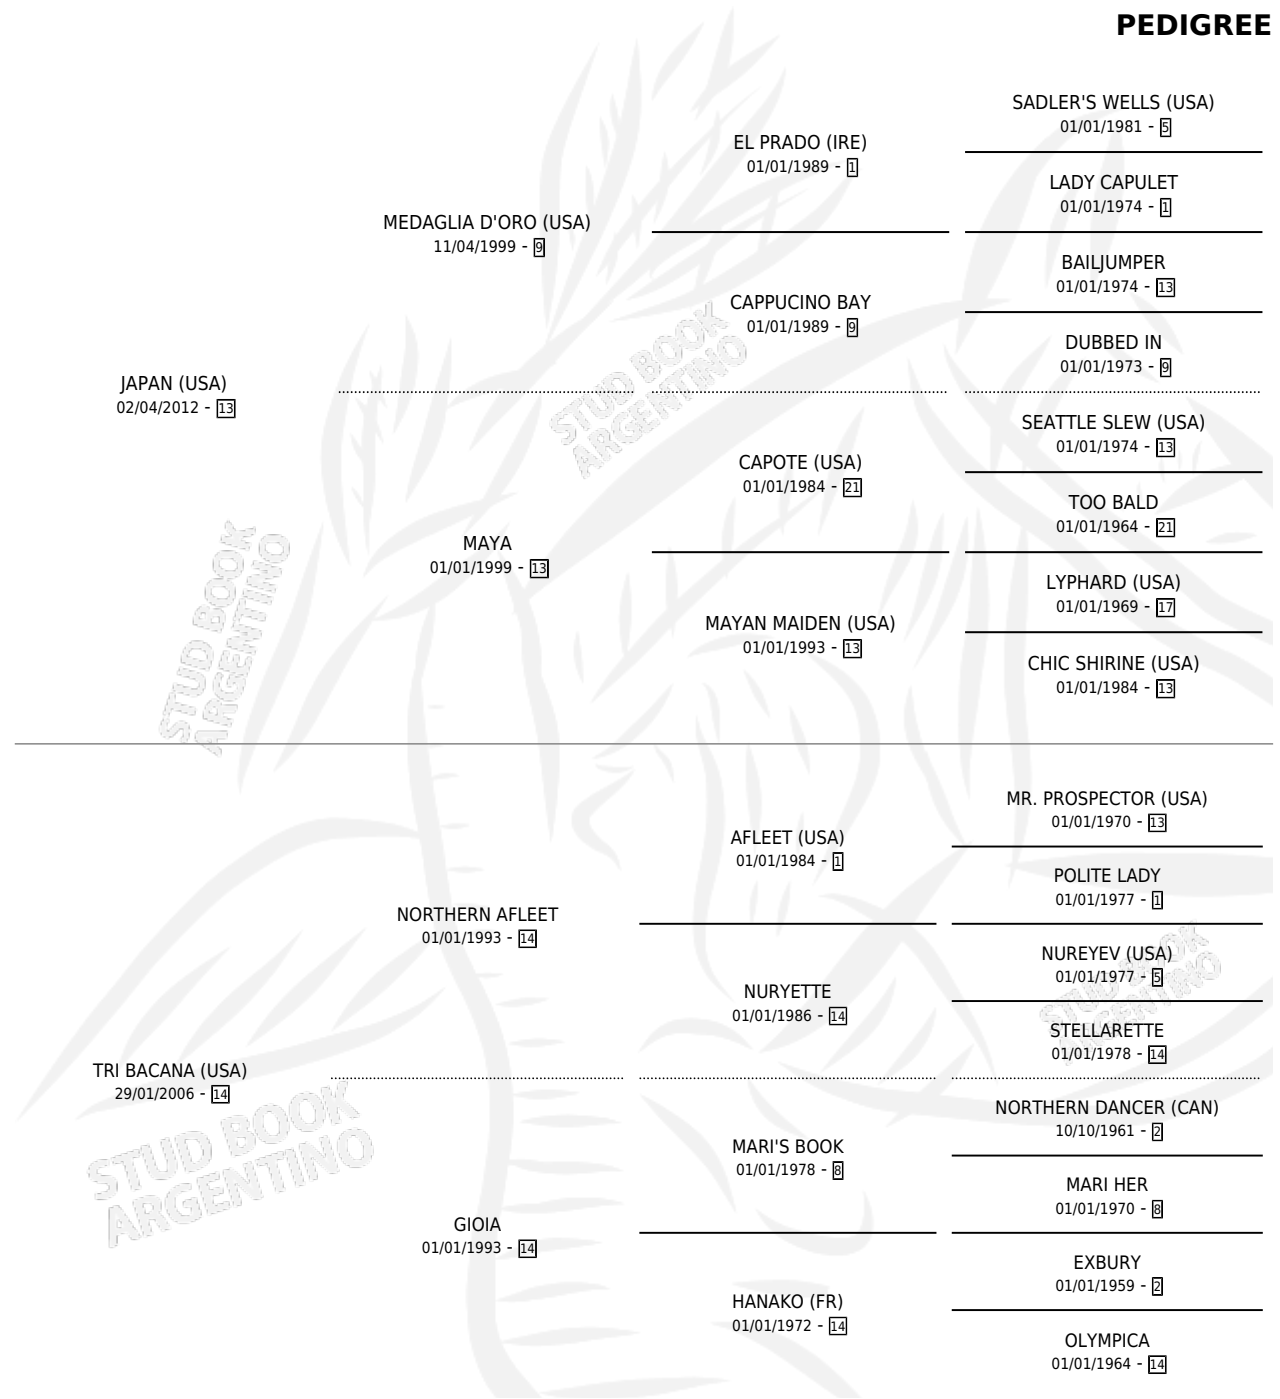 PEDIGREE
SADLER'S WELLS (USA)
01/01/1981 - 5
EL PRADO (IRE)
01/01/1989 - 1
LADY CAPULET
01/01/1974 - 1
MEDAGLIA D'ORO (USA)
11/04/1999 - 9
BAILJUMPER
01/01/1974 - 13
CAPPUCINO BAY
01/01/1989 - 9
DUBBED IN
01/01/1973 - 9
JAPAN (USA)
02/04/2012 - 13
SEATTLE SLEW (USA)
01/01/1974 - 13
CAPOTE (USA)
01/01/1984 - 21
TOO BALD
01/01/1964 - 21
MAYA
01/01/1999 - 13
LYPHARD (USA)
01/01/1969 - 17
MAYAN MAIDEN (USA)
01/01/1993 - 13
CHIC SHIRINE (USA)
01/01/1984 - 13
MR. PROSPECTOR (USA)
01/01/1970 - 13
AFLEET (USA)
01/01/1984 - 1
POLITE LADY
01/01/1977 - 1
NORTHERN AFLEET
01/01/1993 - 14
NUREYEV (USA)
01/01/1977 - 5
NURYETTE
01/01/1986 - 14
STELLARETTE
01/01/1978 - 14
TRI BACANA (USA)
29/01/2006 - 14
NORTHERN DANCER (CAN)
10/10/1961 - 2
MARI'S BOOK
01/01/1978 - 8
MARI HER
01/01/1970 - 8
GIOIA
01/01/1993 - 14
EXBURY
01/01/1959 - 2
HANAKO (FR)
01/01/1972 - 14
OLYMPICA
01/01/1964 - 14
STUD BOOK
ARGENTINO
STUD BOOK
ARGENTINO
STUD BOOK
ARGENTINO
STUD BOOK
ARGENTINO